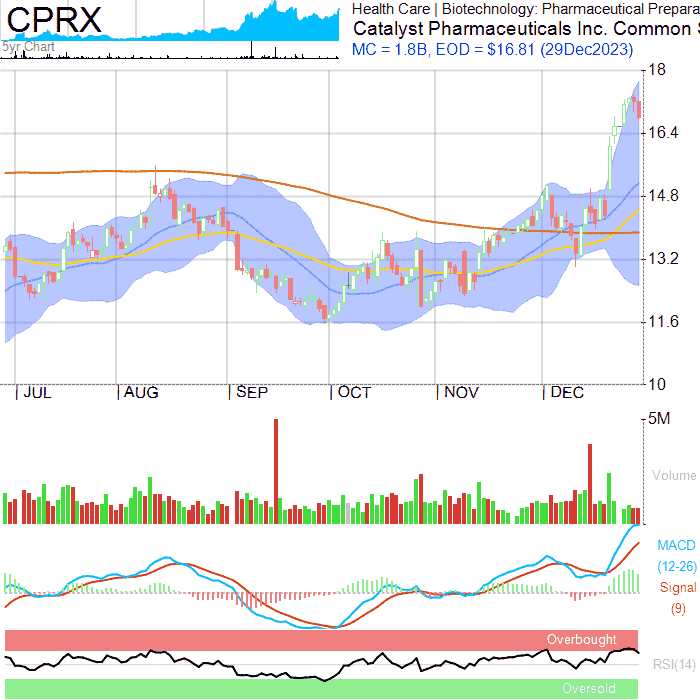 CPRX
5yr Chart
Health Care | Biotechnology: Pharmaceutical Prepara
Catalyst Pharmaceuticals Inc. Common S
MC = 1.8B, EOD = $16.81 (29Dec2023)
18
16.4
14.8
13.2
11.6
10
JUL AUG SEP OCT NOV DEC
5M
Volume
MACD
(12-26)
Signal
(9)
Overbought
RSI(14)
Oversold